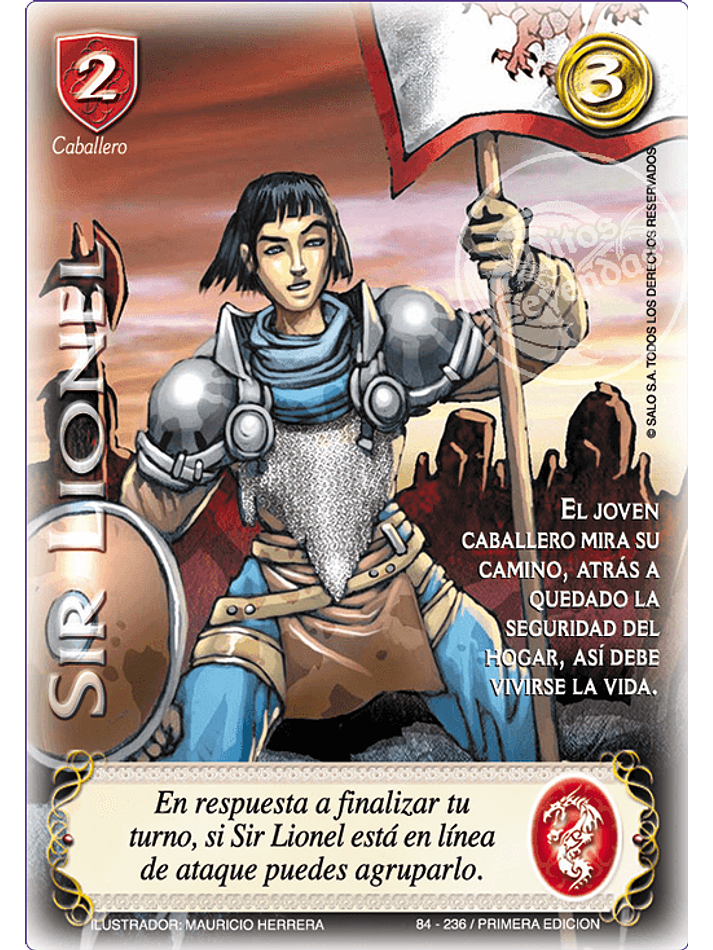 2
3
Caballero
SIR LIONEL
Mitos
Leyendas
© SALO S.A. TODOS LOS DERECHOS RESERVADOS
EL JOVEN
CABALLERO MIRA SU
CAMINO, ATRÁS A
QUEDADO LA
SEGURIDAD DEL
HOGAR, ASÍ DEBE
VIVIRSE LA VIDA.
En respuesta a finalizar tu
turno, si Sir Lionel está en línea
de ataque puedes agruparlo.
ILUSTRADOR: MAURICIO HERRERA 84 - 236 / PRIMERA EDICION